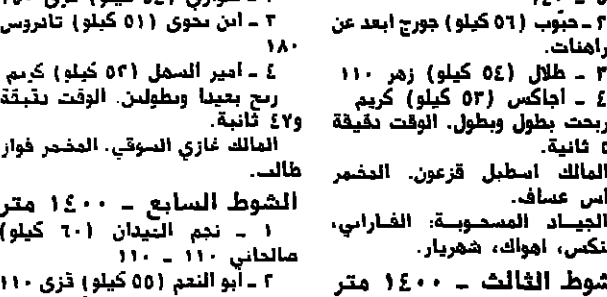 ٢ - حبّوب (٥٦ كيلو) جورج ابعد عن
راهنات.
٣ - طلال (٥٤ كيلو) زهر ١١٠
٤ - اجاكس (٥٣ كيلو) كريم
ربحت بطول وبطول. الوقت دقيقة
ثانية.
المالك اسطبل قزعون. المضمر
اس عساف.
الجياد المسحوبة: الفارابي،
نكس، اهواك، شهريار.
شوط الثالث - ١٤٠٠ متر
٣ - ابن نجوى (٥١ كيلو) تادروس
١٨٠
٤ - امير السهل (٥٢ كيلو) كريم
ربح بعيدا وبطولين. الوقت دقيقة
و٤٧ ثانية.
المالك غازي السوقي. المضمر فواز
طالب.
الشوط السابع - ١٤٠٠ متر
١ - نجم الميدان (٦٠ كيلو)
صالحاني ١١٠ - ١١٠
٢ - أبو النعم (٥٥ كيلو) قزي ١١٠